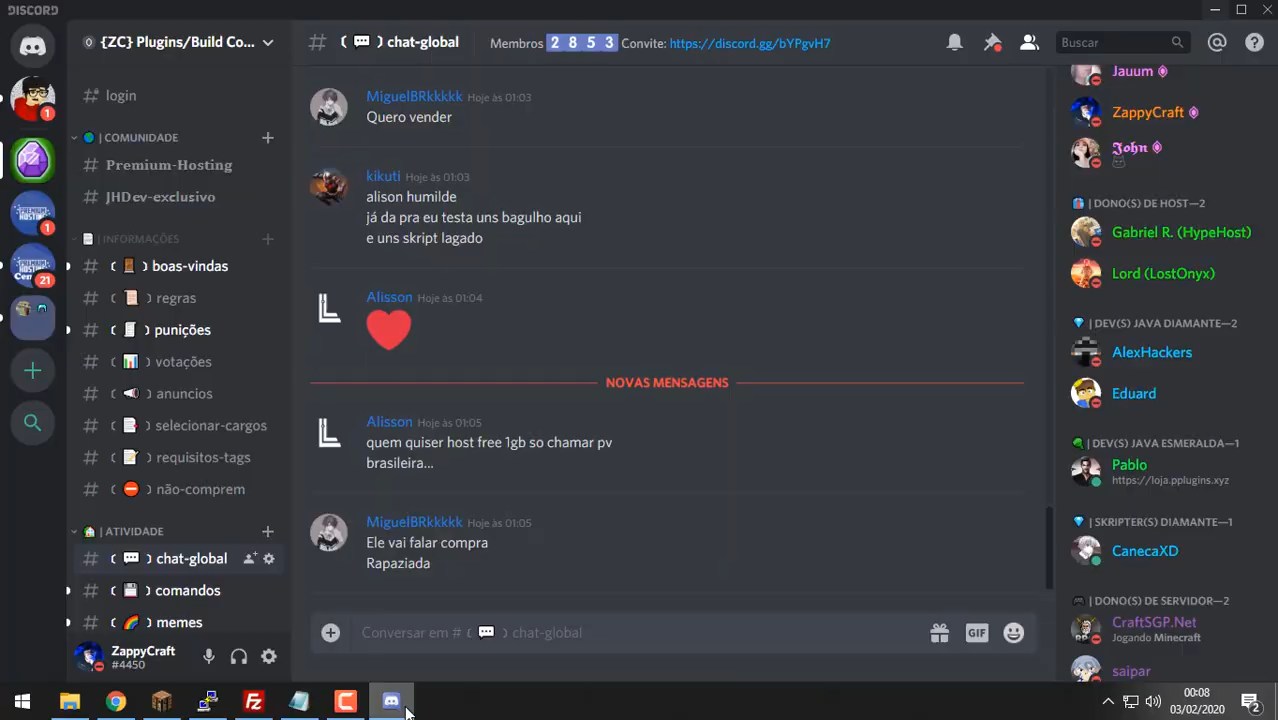 DISCORD
{ZC} Plugins/Build Co...
login
| COMUNIDADE
Premium-Hosting
JHDev-exclusivo
| INFORMAÇÕES
boas-vindas
regras
punições
votações
anuncios
selecionar-cargos
requisitos-tags
não-comprem
| ATIVIDADE
chat-global
comandos
memes
ZappyCraft
#4450
1
1
21
chat-global
Membros 2853 Convite: https://discord.gg/bYPgvH7
Buscar
MiguelBRkkkkk Hoje às 01:03
Quero vender
kikuti Hoje às 01:03
alison humilde
já da pra eu testa uns bagulho aqui
e uns skript lagado
Alisson Hoje às 01:04
NOVAS MENSAGENS
Alisson Hoje às 01:05
quem quiser host free 1gb so chamar pv
brasileira...
MiguelBRkkkkk Hoje às 01:05
Ele vai falar compra
Rapaziada
Conversar em # ( 💬 ) chat-global
GIF
Jauum
ZappyCraft
John
| DONO(S) DE HOST—2
Gabriel R. (HypeHost)
Lord (LostOnyx)
| DEV(S) JAVA DIAMANTE—2
AlexHackers
Eduard
| DEV(S) JAVA ESMERALDA—1
Pablo
https://loja.pplugins.xyz
| SKRIPTER(S) DIAMANTE—1
CanecaXD
| DONO(S) DE SERVIDOR—2
CraftSGP.Net
Jogando Minecraft
saipar
00:08
03/02/2020
2